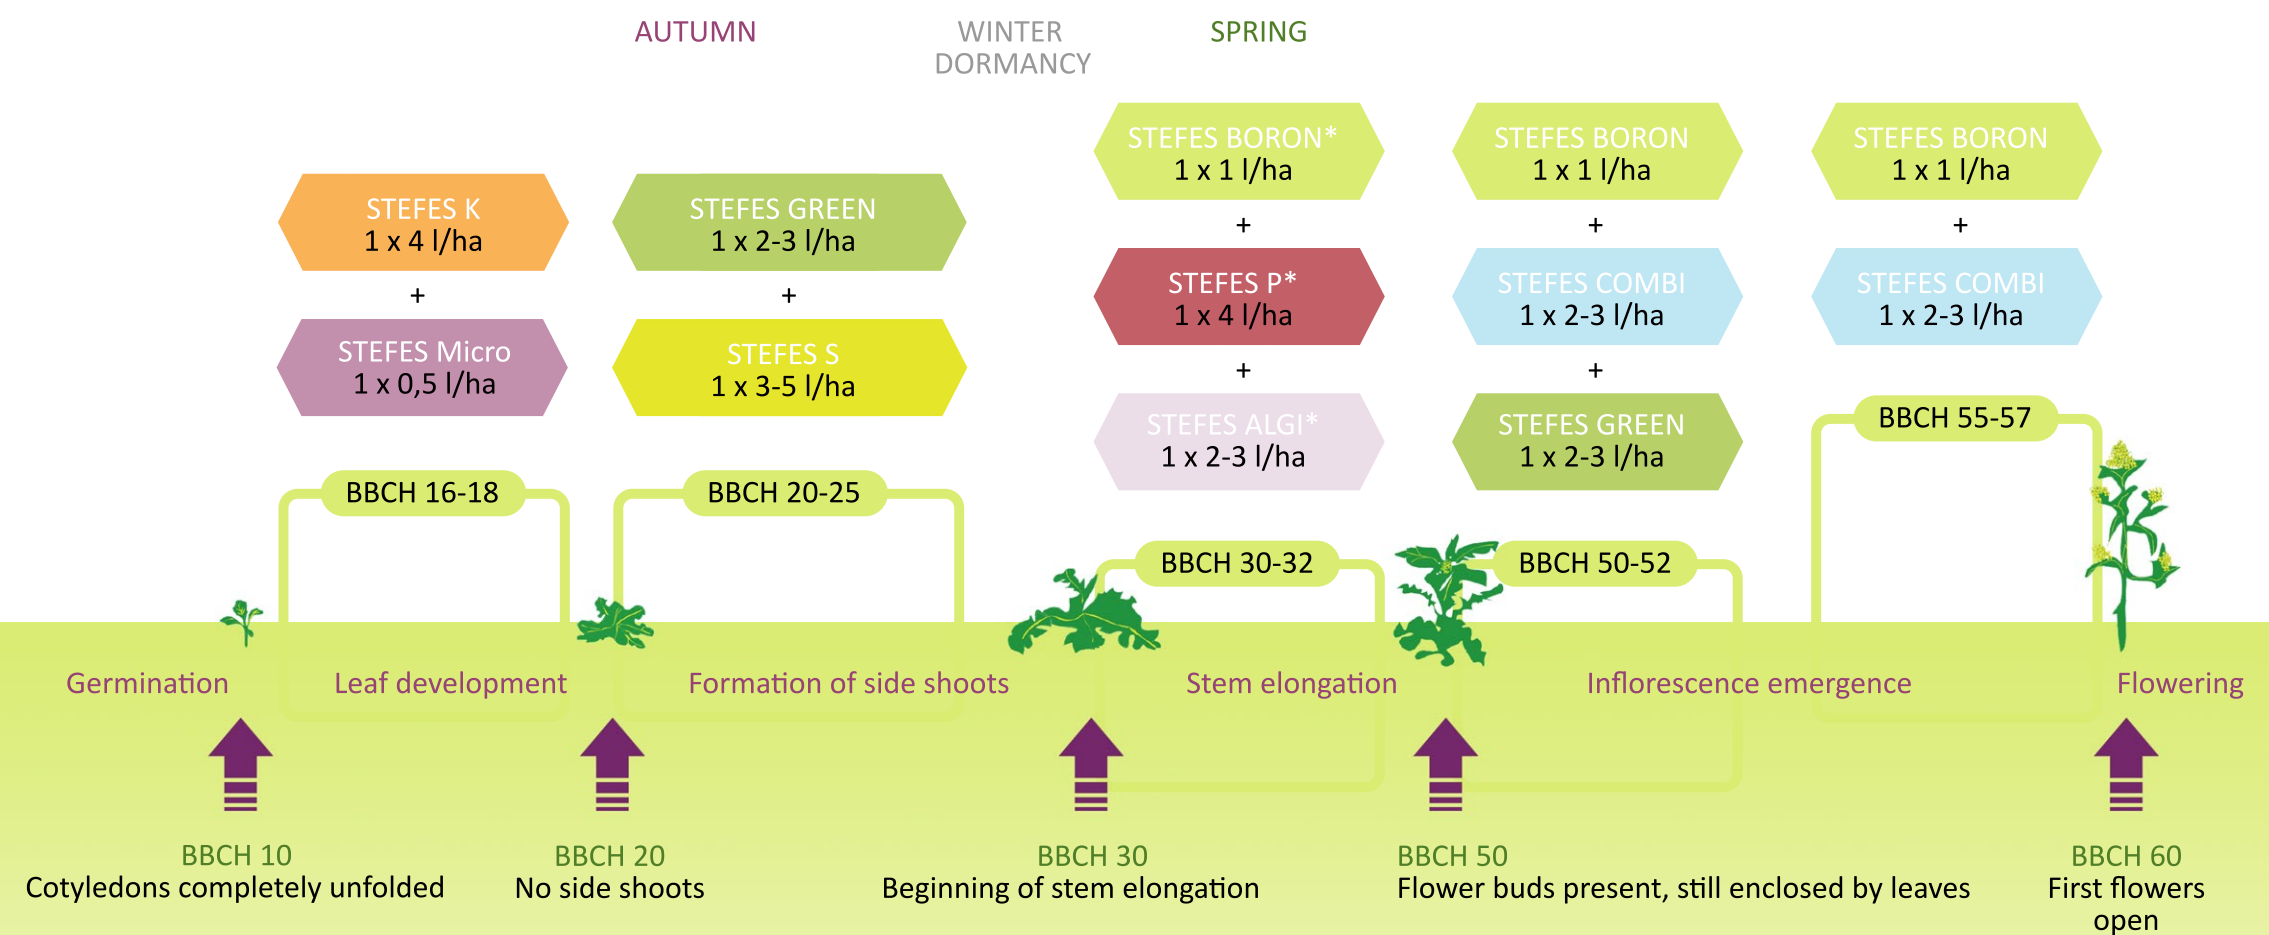 AUTUMN
WINTER
DORMANCY
SPRING
STEFES K
1 x 4 l/ha
+
STEFES Micro
1 x 0,5 l/ha
BBCH 16-18
STEFES GREEN
1 x 2-3 l/ha
+
STEFES S
1 x 3-5 l/ha
BBCH 20-25
STEFES BORON*
1 x 1 l/ha
+
STEFES P*
1 x 4 l/ha
+
STEFES ALGI*
1 x 2-3 l/ha
BBCH 30-32
STEFES BORON
1 x 1 l/ha
+
STEFES COMBI
1 x 2-3 l/ha
+
STEFES GREEN
1 x 2-3 l/ha
BBCH 50-52
STEFES BORON
1 x 1 l/ha
+
STEFES COMBI
1 x 2-3 l/ha
BBCH 55-57
Germination
Leaf development
Formation of side shoots
Stem elongation
Inflorescence emergence
Flowering
BBCH 10
Cotyledons completely unfolded
BBCH 20
No side shoots
BBCH 30
Beginning of stem elongation
BBCH 50
Flower buds present, still enclosed by leaves
BBCH 60
First flowers
open